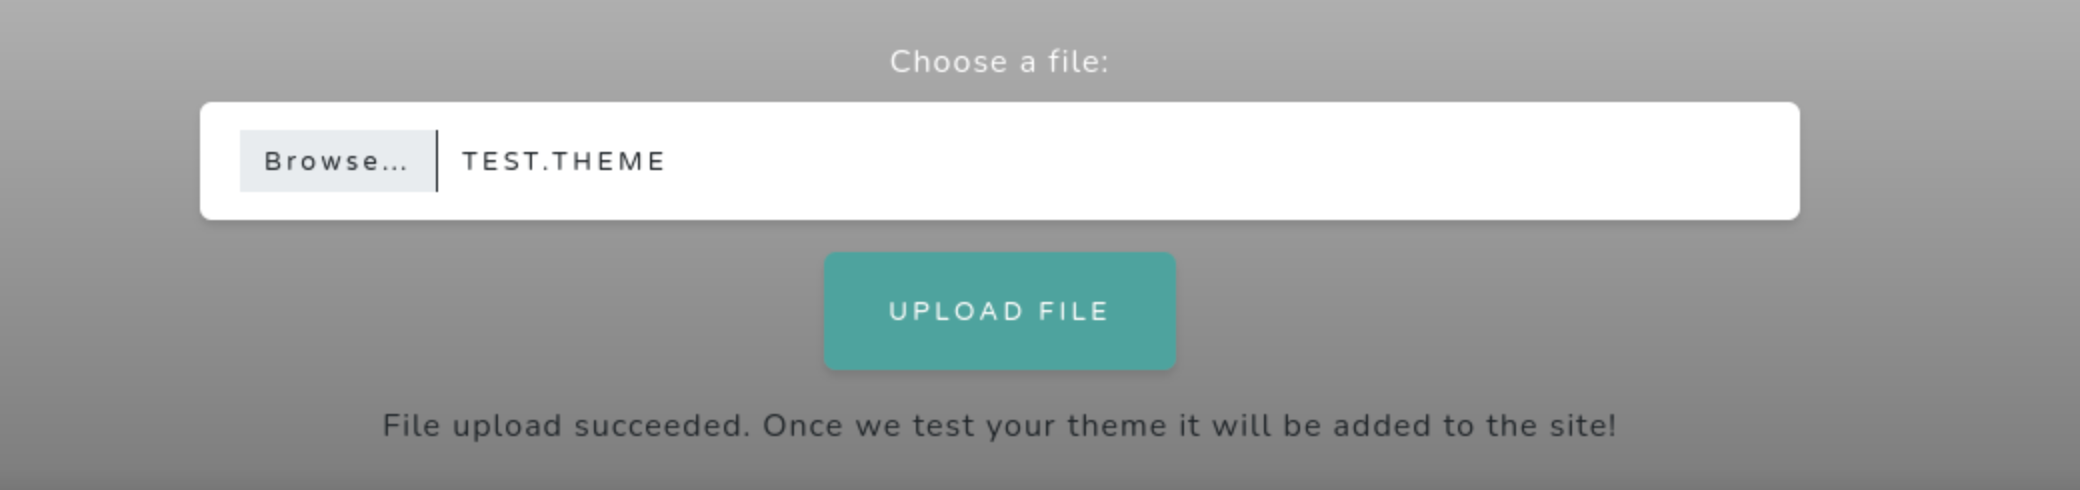 Choose a file:
Browse... TEST.THEME
UPLOAD FILE
File upload succeeded. Once we test your theme it will be added to the site!